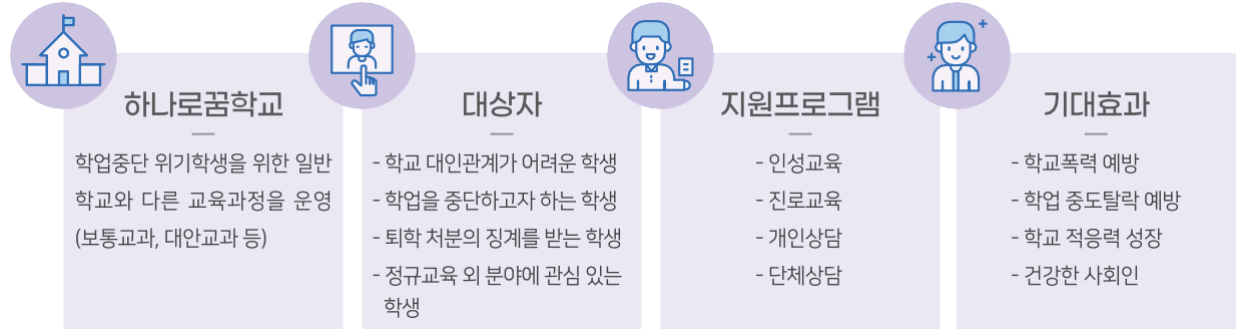 하나로꿈학교
학업중단 위기학생을 위한 일반
학교와 다른 교육과정을 운영
(보통교과, 대안교과 등)
대상자
- 학교 대인관계가 어려운 학생
- 학업을 중단하고자 하는 학생
- 퇴학 처분의 징계를 받는 학생
- 정규교육 외 분야에 관심 있는
학생
지원프로그램
- 인성교육
- 진로교육
- 개인상담
- 단체상담
기대효과
- 학교폭력 예방
- 학업 중도탈락 예방
- 학교 적응력 성장
- 건강한 사회인